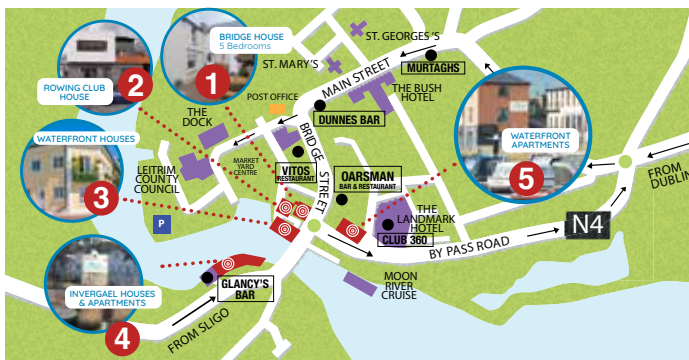 BRIDGE HOUSE
5 Bedrooms
1
ROWING CLUB
HOUSE
2
WATERFRONT HOUSES
3
INVERGAEL HOUSES
& APARTMENTS
4
WATERFRONT
APARTMENTS
5
ST. GEORGES'S
ST. MARY'S
MAIN STREET
MURTAGHS
THE BUSH
HOTEL
POST OFFICE
DUNNES BAR
THE
DOCK
BRIDGE STREET
MARKET
YARD
CENTRE
VITOS
RESTAURANT
OARSMAN
BAR & RESTAURANT
LEITRIM
COUNTY
COUNCIL
P
THE
LANDMARK
HOTEL
CLUB 360
FROM
DUBLIN
N4
BY PASS ROAD
MOON
RIVER
CRUISE
GLANCY'S
BAR
FROM SLIGO